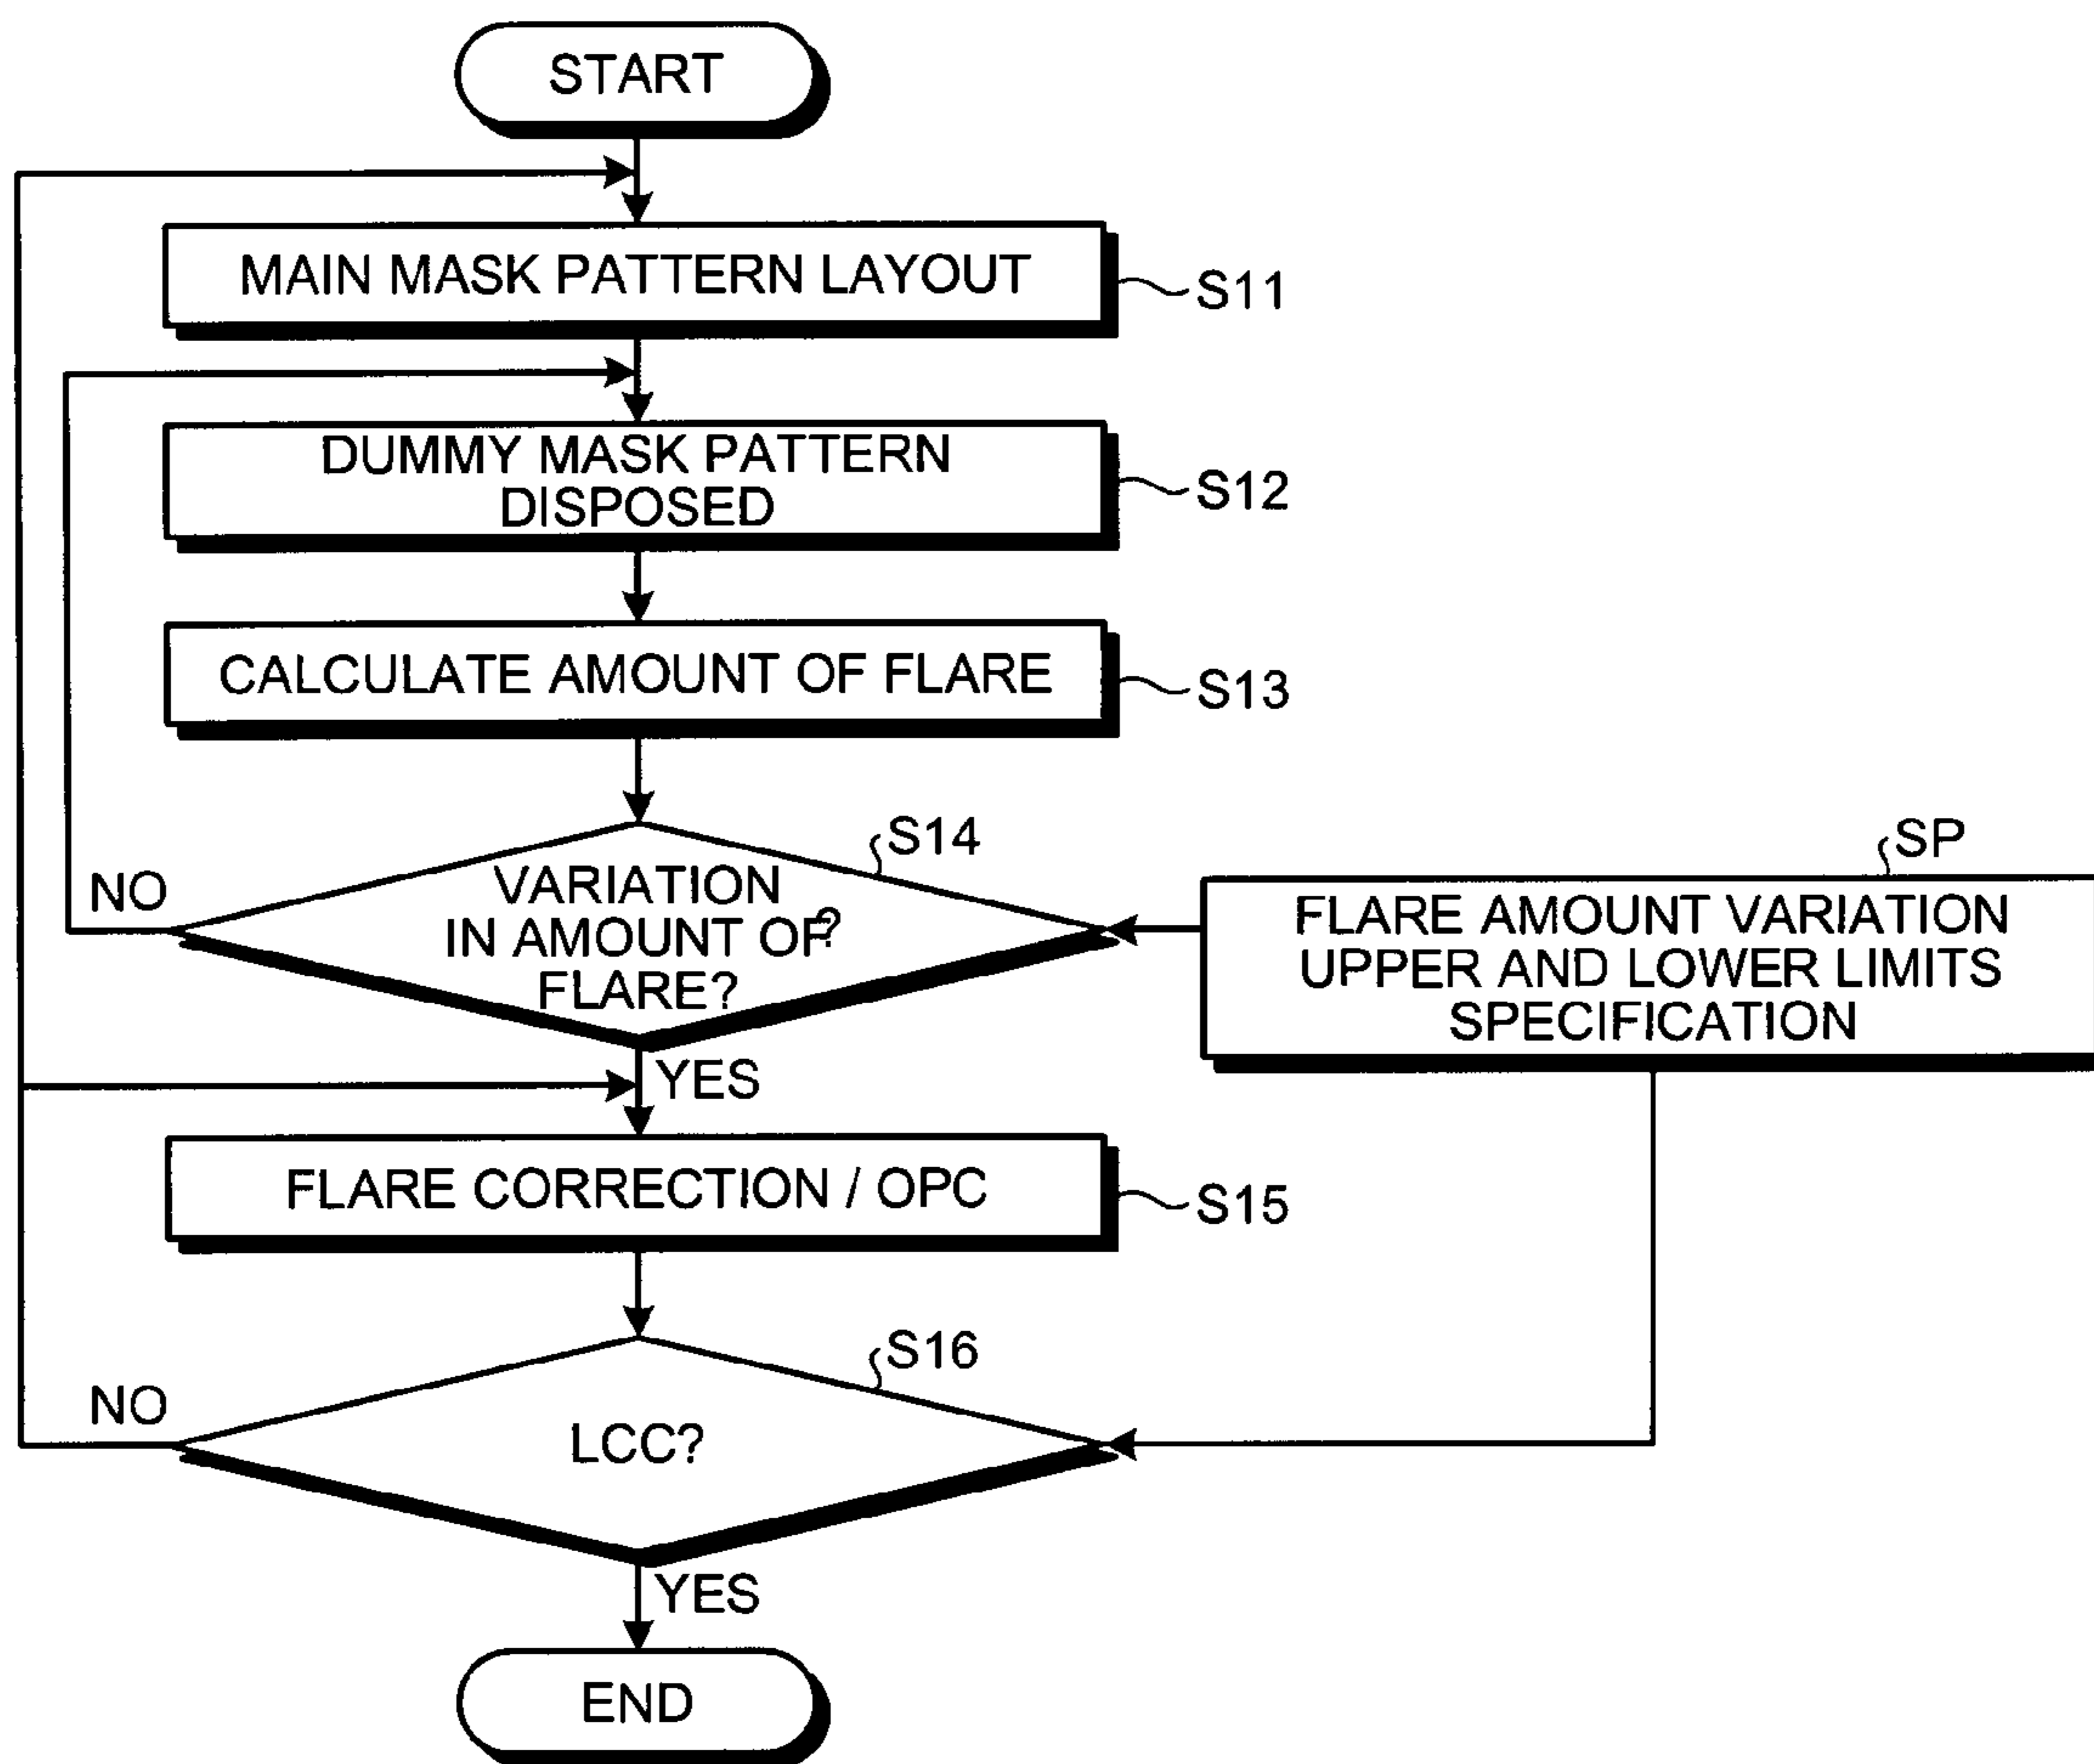 START
MAIN MASK PATTERN LAYOUT
S11
DUMMY MASK PATTERN
DISPOSED
S12
CALCULATE AMOUNT OF FLARE
S13
S14
VARIATION
IN AMOUNT OF?
FLARE?
NO
SP
FLARE AMOUNT VARIATION
UPPER AND LOWER LIMITS
SPECIFICATION
YES
FLARE CORRECTION / OPC
S15
S16
NO
LCC?
YES
END